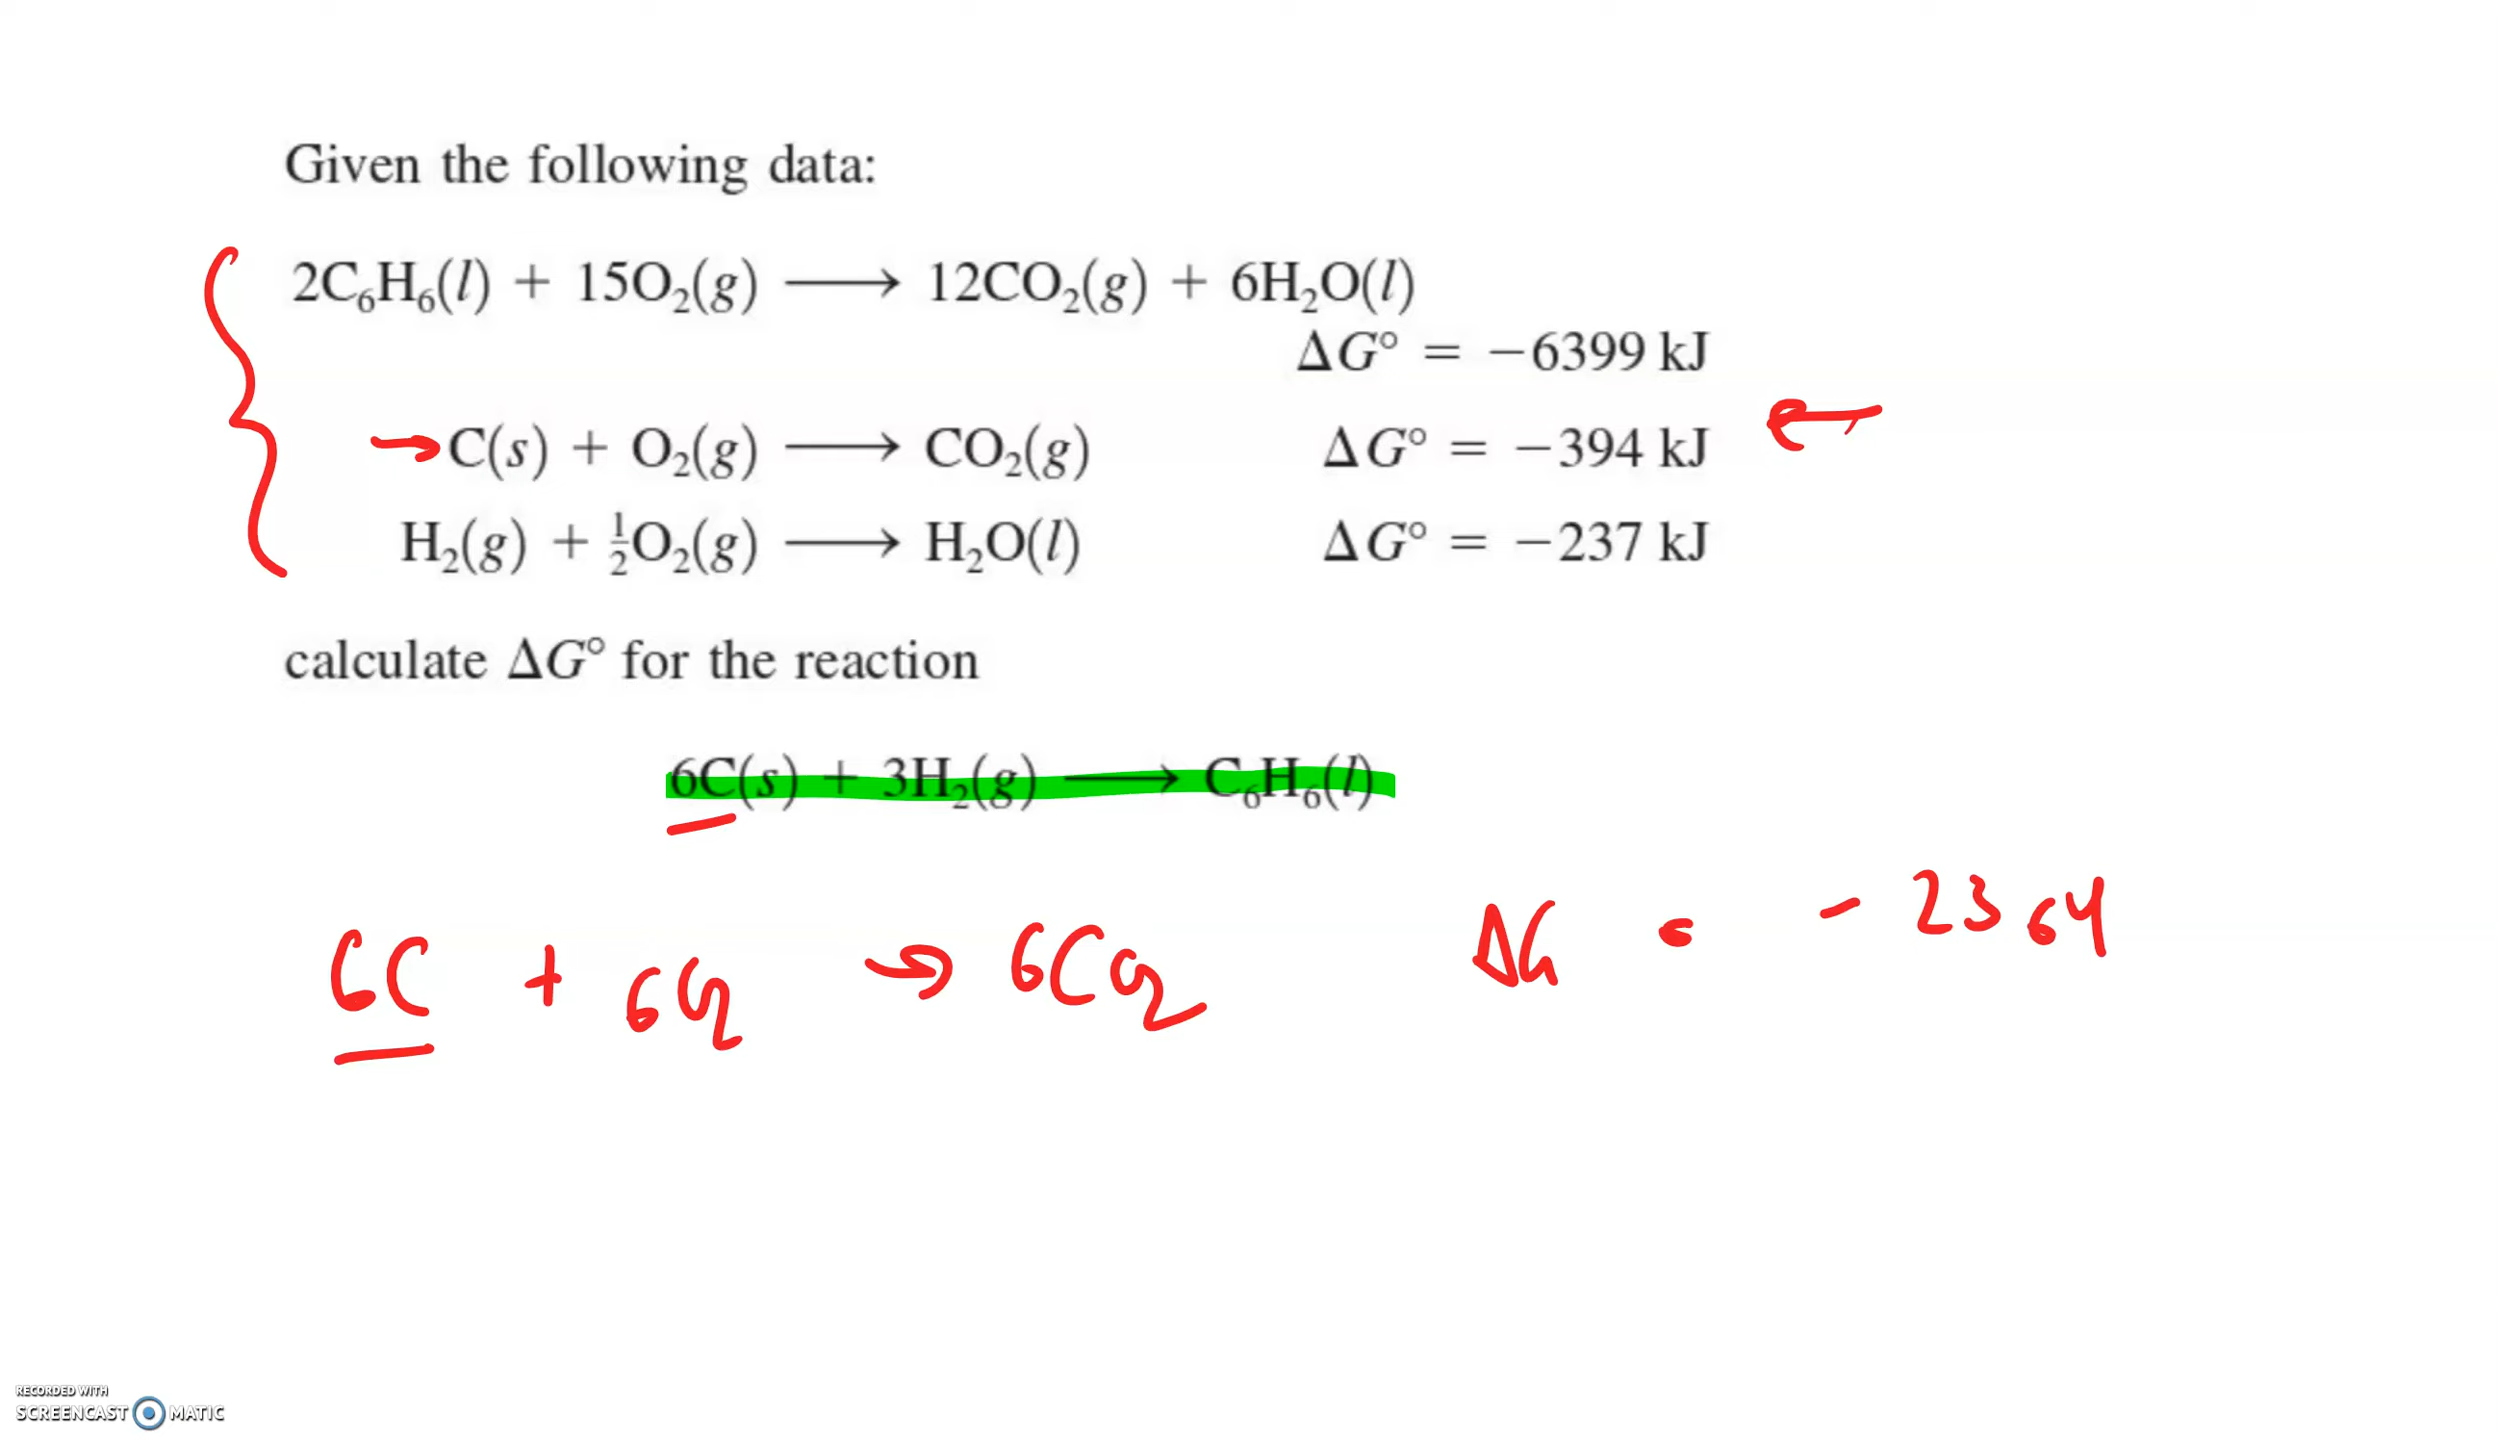 Given the following data:
2C₆H₆(l) + 15O₂(g) ⟶ 12CO₂(g) + 6H₂O(l)
ΔG° = −6399 kJ
→ C(s) + O₂(g) ⟶ CO₂(g) ΔG° = −394 kJ ←
H₂(g) + ½O₂(g) ⟶ H₂O(l) ΔG° = −237 kJ
calculate ΔG° for the reaction
6C(s) + 3H₂(g) ⟶ C₆H₆(l)
6C + 6O₂ → 6CO₂ ΔG = - 2364
RECORDED WITH
SCREENCAST MATIC